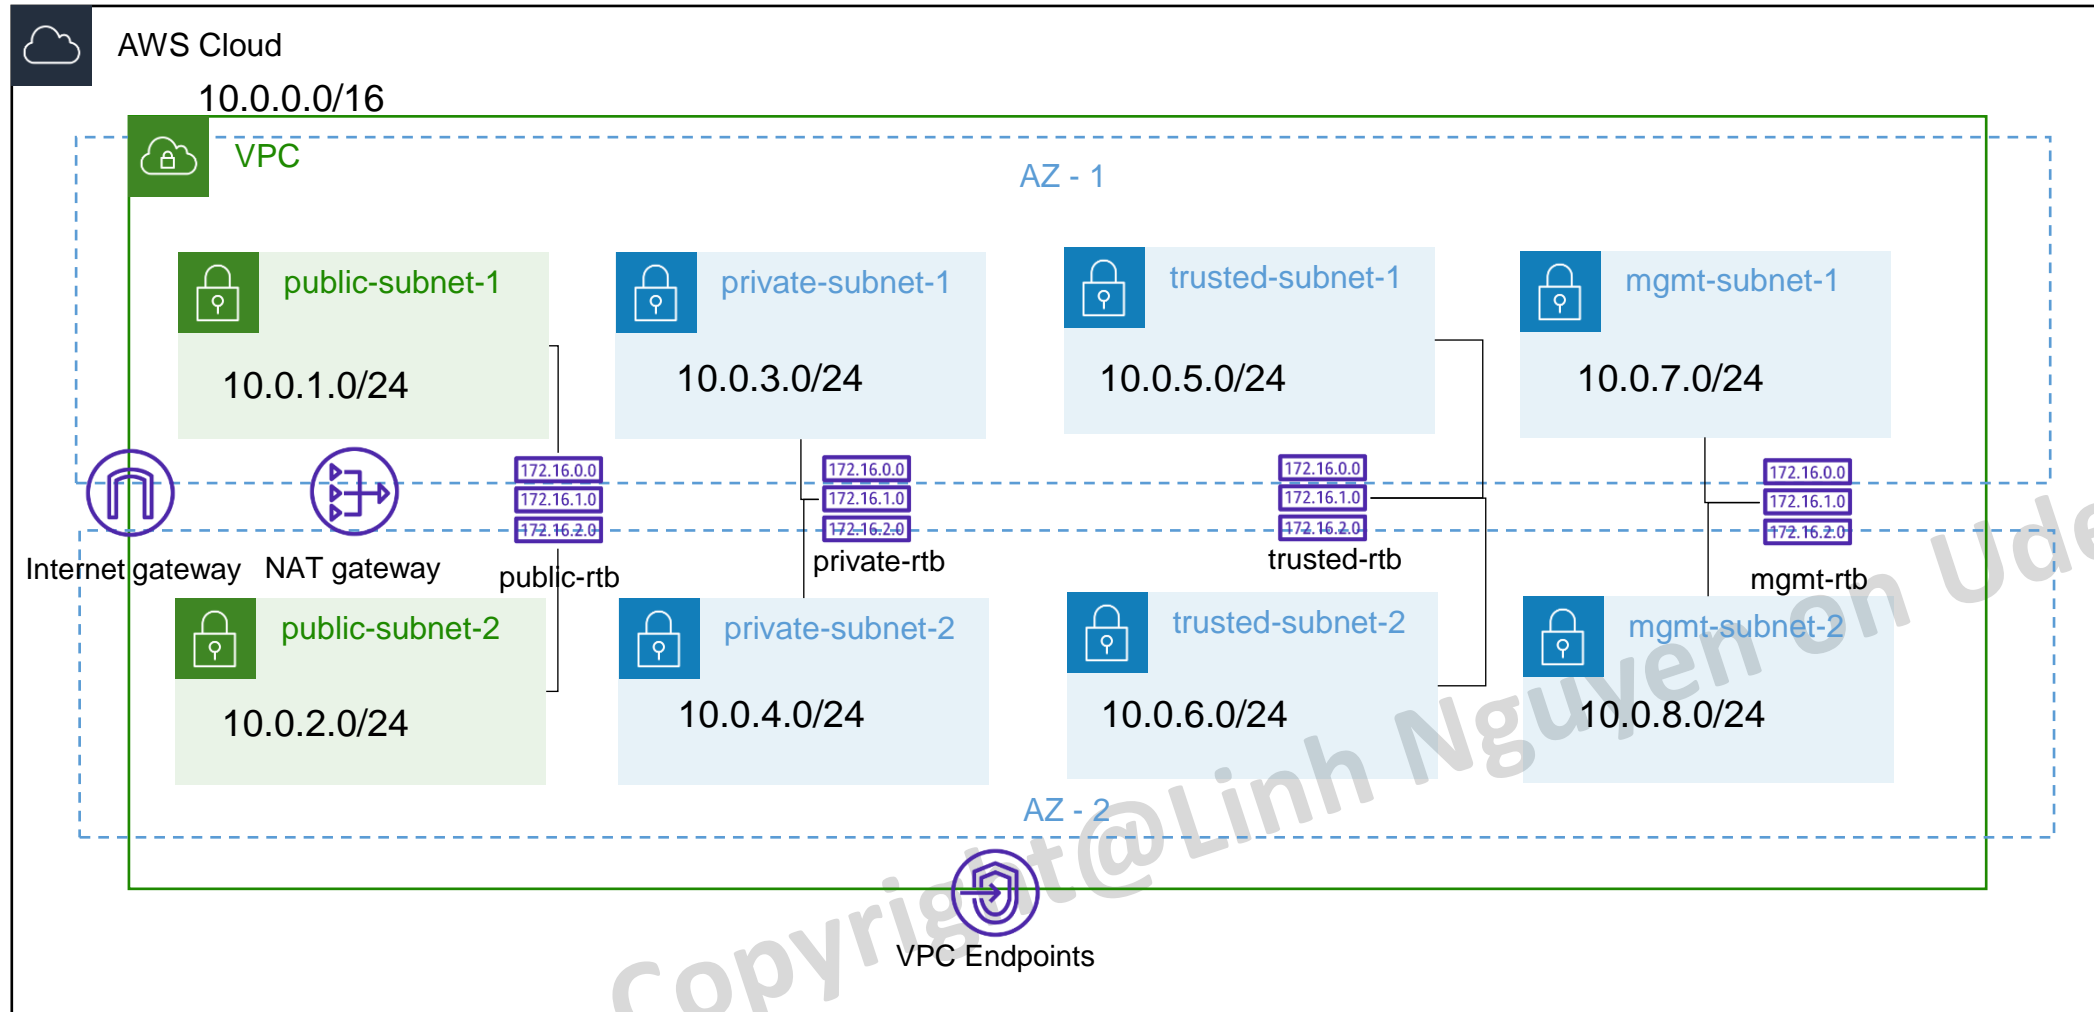 AWS Cloud
10.0.0.0/16
VPC
AZ - 1
public-subnet-1
private-subnet-1
trusted-subnet-1
mgmt-subnet-1
10.0.1.0/24
10.0.3.0/24
10.0.5.0/24
10.0.7.0/24
172.16.0.0
172.16.1.0
172.16.2.0
172.16.0.0
172.16.1.0
172.16.2.0
172.16.0.0
172.16.1.0
172.16.2.0
172.16.0.0
172.16.1.0
172.16.2.0
Internet gateway
NAT gateway
public-rtb
private-rtb
trusted-rtb
mgmt-rtb
public-subnet-2
private-subnet-2
trusted-subnet-2
mgmt-subnet-2
10.0.2.0/24
10.0.4.0/24
10.0.6.0/24
10.0.8.0/24
AZ - 2
VPC Endpoints
Copyright@Linh Nguyen on Ude